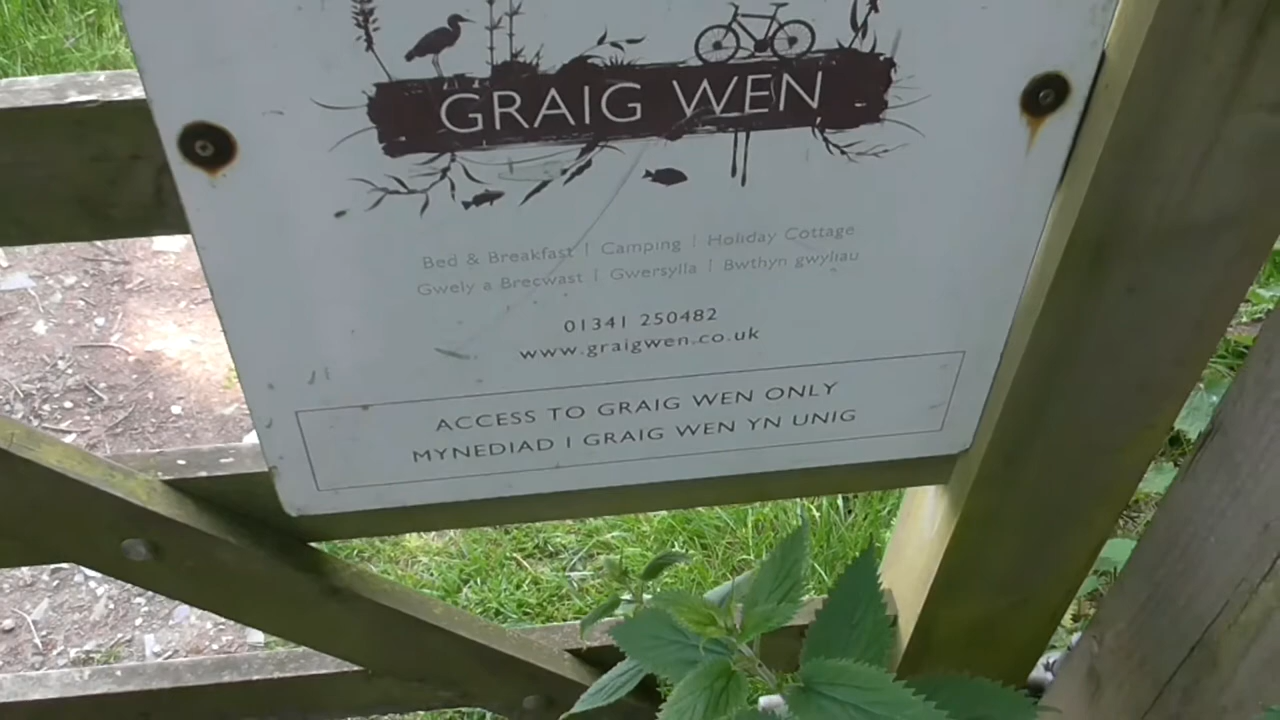 GRAIG WEN
Bed & Breakfast | Camping | Holiday Cottage
Gwely a Brecwast | Gwersylla | Bwthyn gwyliau
01341 250482
www.graigwen.co.uk
ACCESS TO GRAIG WEN ONLY
MYNEDIAD I GRAIG WEN YN UNIG